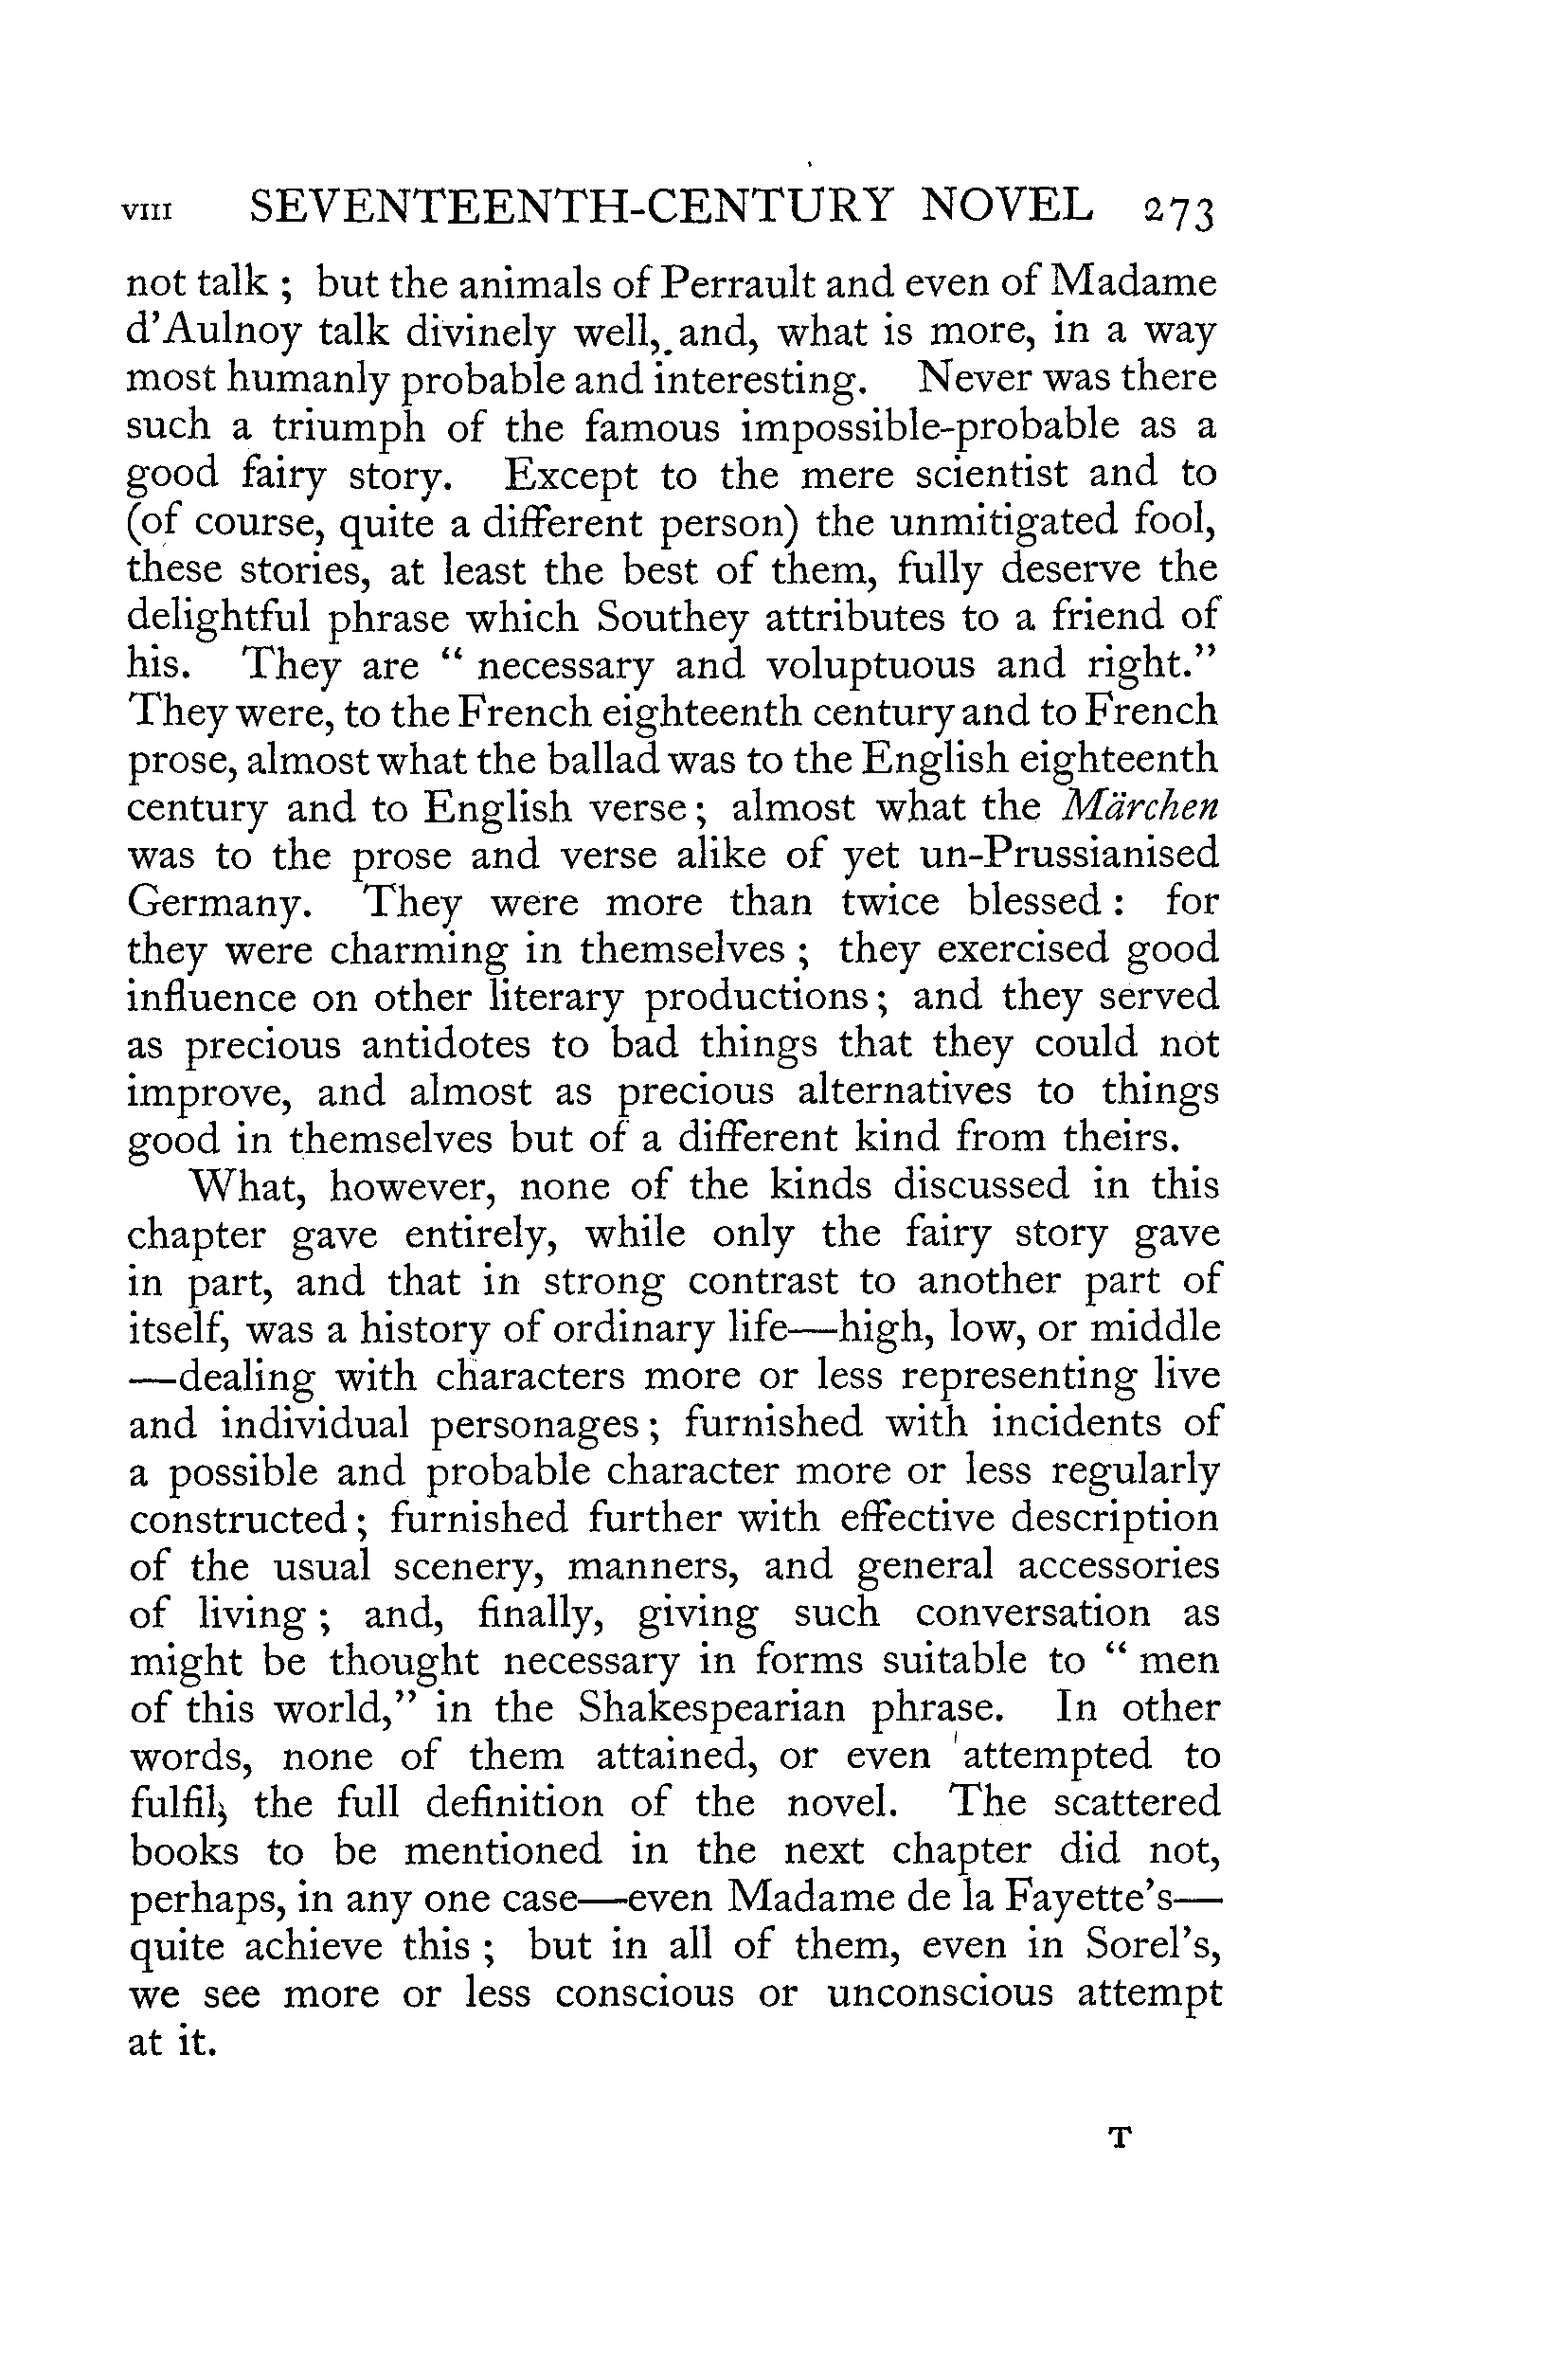 VIII SEVENTEENTH-CENTURY NOVEL 273
not talk ; but the animals of Perrault and even of Madame
d'Aulnoy talk divinely well, and, what is more, in a way
most humanly probable and interesting. Never was there
such a triumph of the famous impossible-probable as a
good fairy story. Except to the mere scientist and to
(of course, quite a different person) the unmitigated fool,
these stories, at least the best of them, fully deserve the
delightful phrase which Southey attributes to a friend of
his. They are “ necessary and voluptuous and right.”
They were, to the French eighteenth century and to French
prose, almost what the ballad was to the English eighteenth
century and to English verse ; almost what the Märchen
was to the prose and verse alike of yet un-Prussianised
Germany. They were more than twice blessed : for
they were charming in themselves ; they exercised good
influence on other literary productions ; and they served
as precious antidotes to bad things that they could not
improve, and almost as precious alternatives to things
good in themselves but of a different kind from theirs.
What, however, none of the kinds discussed in this
chapter gave entirely, while only the fairy story gave
in part, and that in strong contrast to another part of
itself, was a history of ordinary life—high, low, or middle
—dealing with characters more or less representing live
and individual personages ; furnished with incidents of
a possible and probable character more or less regularly
constructed ; furnished further with effective description
of the usual scenery, manners, and general accessories
of living ; and, finally, giving such conversation as
might be thought necessary in forms suitable to “ men
of this world,” in the Shakespearian phrase. In other
words, none of them attained, or even attempted to
fulfil, the full definition of the novel. The scattered
books to be mentioned in the next chapter did not,
perhaps, in any one case—even Madame de la Fayette's—
quite achieve this ; but in all of them, even in Sorel's,
we see more or less conscious or unconscious attempt
at it.
T